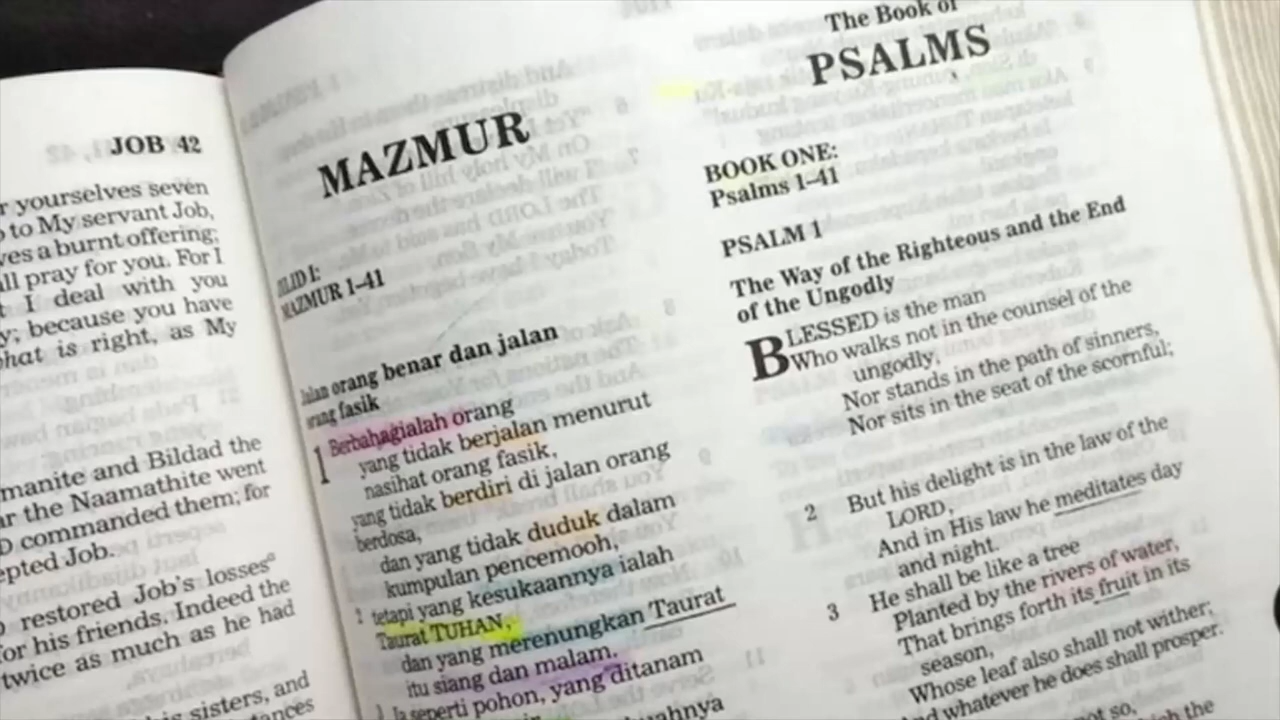 JOB 42
yourselves seven
to My servant Job,
a burnt offering;
pray for you. For I
I deal with you
because you have
is right, as My
and Bildad the
the Naamathite went
commanded them; for
Job.
restored Job's losses
for his friends. Indeed the
twice as much as he had
sisters, and
MAZMUR
I:
MAZMUR 1–41
Jalan orang benar dan jalan
orang fasik
1 Berbahagialah orang
yang tidak berjalan menurut
nasihat orang fasik,
yang tidak berdiri di jalan orang
berdosa,
dan yang tidak duduk dalam
kumpulan pencemooh,
2 tetapi yang kesukaannya ialah
Taurat TUHAN,
dan yang merenungkan Taurat
itu siang dan malam.
3 Ia seperti pohon, yang ditanam
The Book of
PSALMS
BOOK ONE:
Psalms 1–41
PSALM 1
The Way of the Righteous and the End
of the Ungodly
BLESSED is the man
Who walks not in the counsel of the
ungodly,
Nor stands in the path of sinners,
Nor sits in the seat of the scornful;
2 But his delight is in the law of the
LORD,
And in His law he meditates day
and night.
3 He shall be like a tree
Planted by the rivers of water,
That brings forth its fruit in its
season,
Whose leaf also shall not wither;
And whatever he does shall prosper.
so,
the